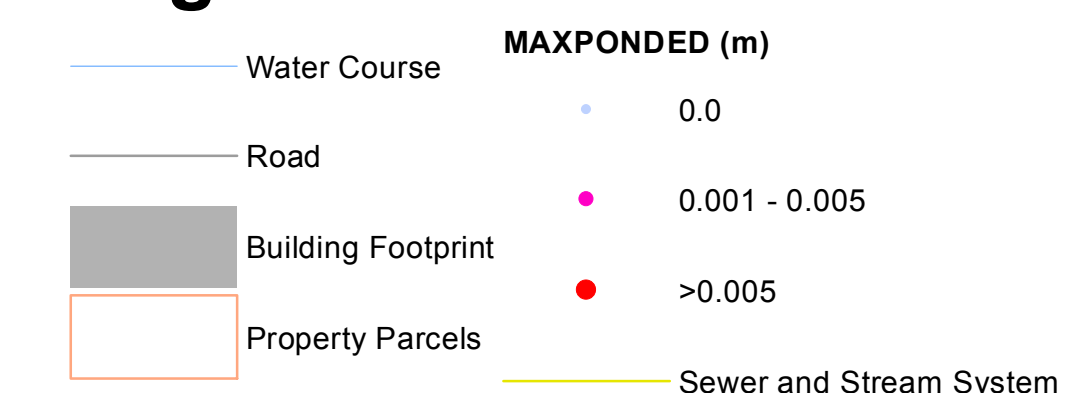 Water Course
Road
Building Footprint
Property Parcels
MAXPONDED (m)
0.0
0.001 - 0.005
>0.005
Sewer and Stream System